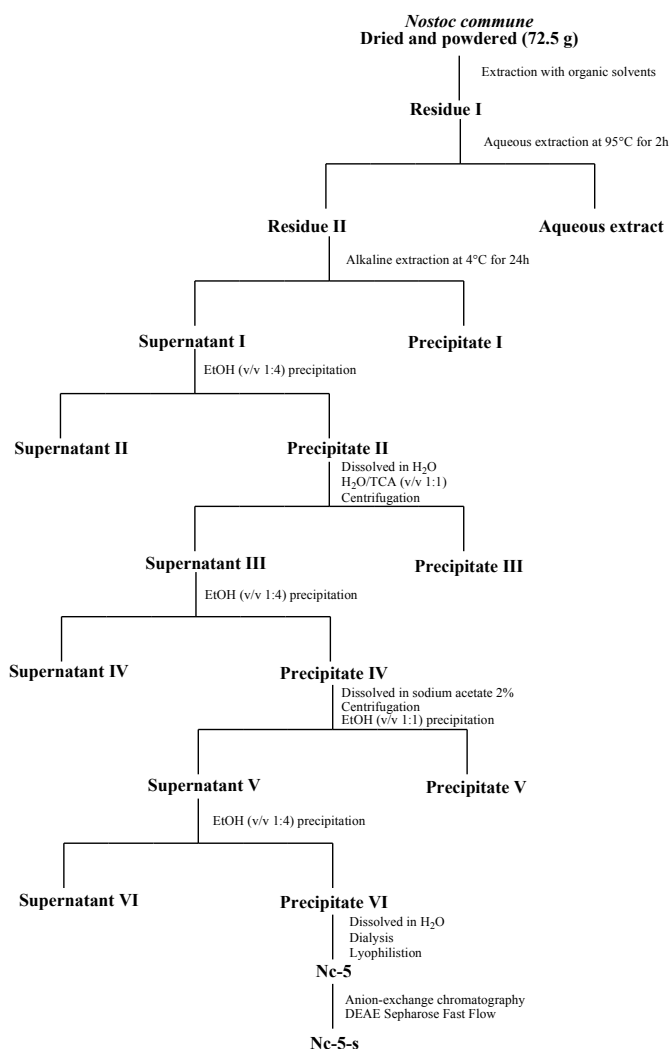 Nostoc commune
Dried and powdered (72.5 g)
Extraction with organic solvents
Residue I
Aqueous extraction at 95°C for 2h
Residue II
Aqueous extract
Alkaline extraction at 4°C for 24h
Supernatant I
Precipitate I
EtOH (v/v 1:4) precipitation
Supernatant II
Precipitate II
Dissolved in H₂O
H₂O/TCA (v/v 1:1)
Centrifugation
Supernatant III
Precipitate III
EtOH (v/v 1:4) precipitation
Supernatant IV
Precipitate IV
Dissolved in sodium acetate 2%
Centrifugation
EtOH (v/v 1:1) precipitation
Supernatant V
Precipitate V
EtOH (v/v 1:4) precipitation
Supernatant VI
Precipitate VI
Dissolved in H₂O
Dialysis
Lyophilistion
Nc-5
Anion-exchange chromatography
DEAE Sepharose Fast Flow
Nc-5-s